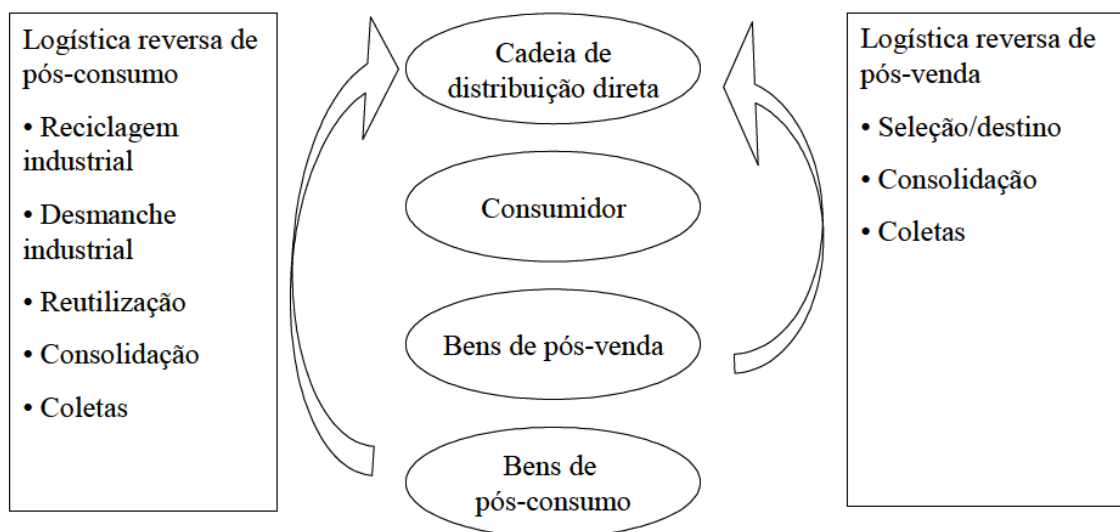 Logística reversa de
pós-consumo
• Reciclagem
industrial
• Desmanche
industrial
• Reutilização
• Consolidação
• Coletas
Cadeia de
distribuição direta
Consumidor
Bens de pós-venda
Bens de
pós-consumo
Logística reversa de
pós-venda
• Seleção/destino
• Consolidação
• Coletas